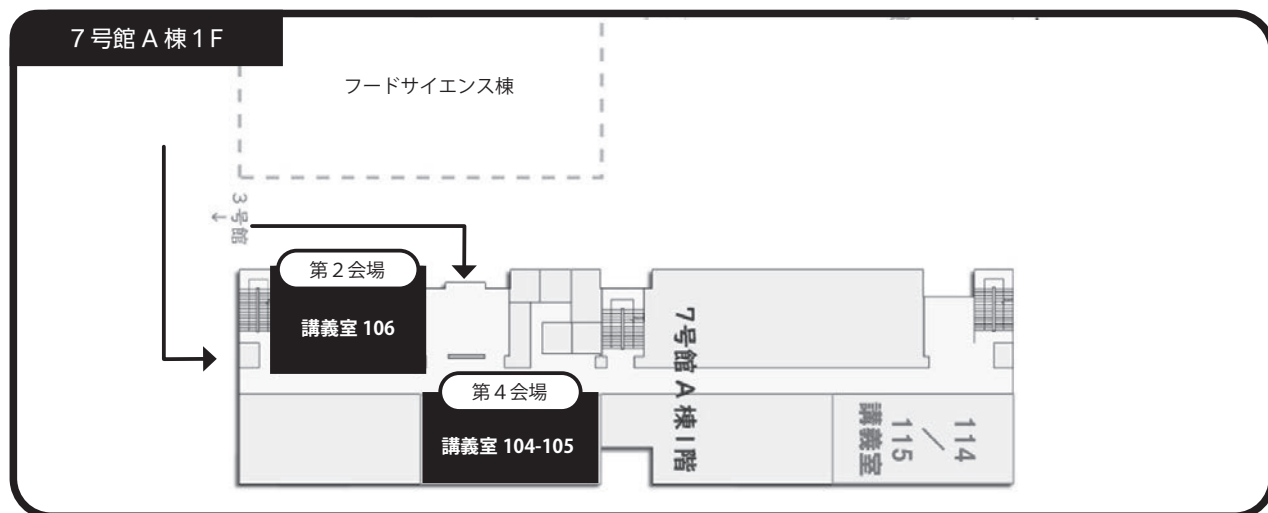 7号館A棟1F
フードサイエンス棟
3号館
↓
第2会場
講義室 106
第4会場
講義室 104-105
7号館A棟1階
114
／
115
講義室